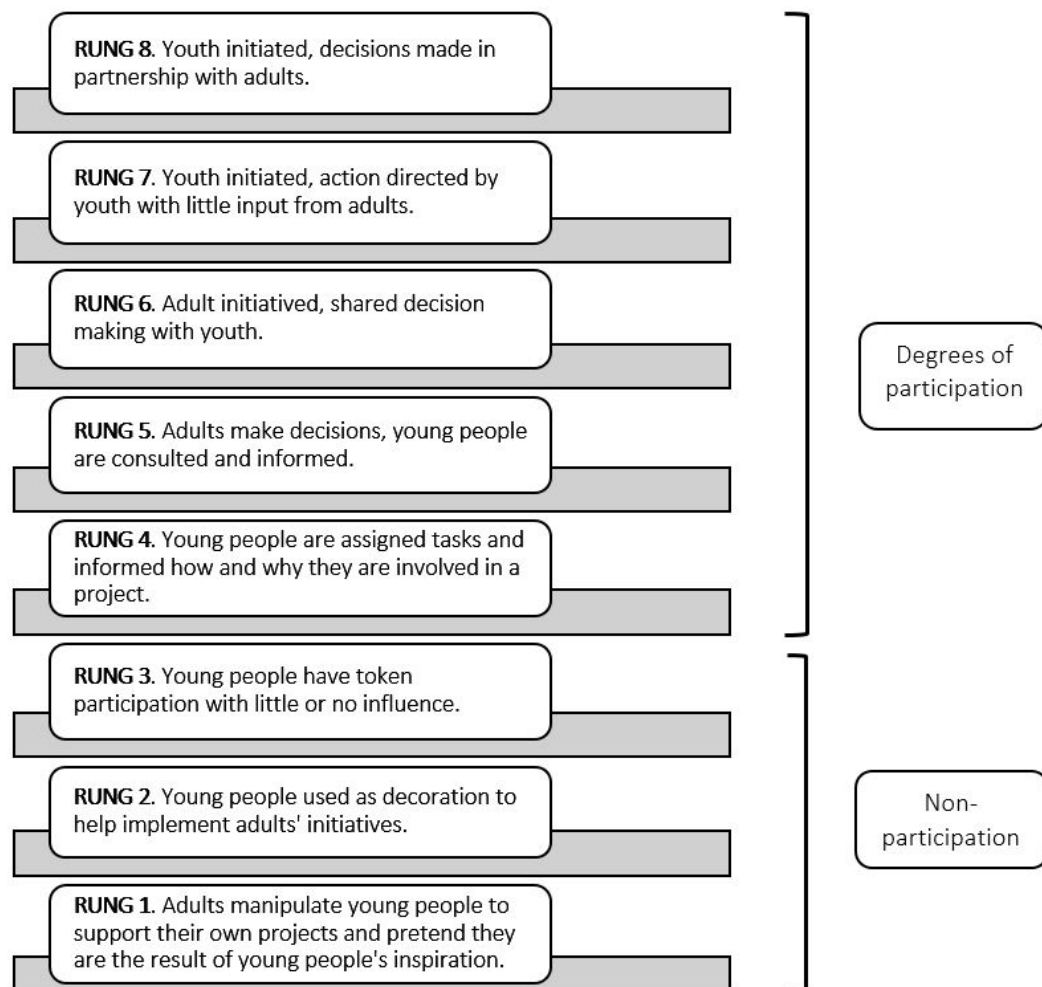 RUNG 8. Youth initiated, decisions made in
partnership with adults.
RUNG 7. Youth initiated, action directed by
youth with little input from adults.
RUNG 6. Adult initiatived, shared decision
making with youth.
RUNG 5. Adults make decisions, young people
are consulted and informed.
RUNG 4. Young people are assigned tasks and
informed how and why they are involved in a
project.
Degrees of
participation
RUNG 3. Young people have token
participation with little or no influence.
RUNG 2. Young people used as decoration to
help implement adults' initiatives.
RUNG 1. Adults manipulate young people to
support their own projects and pretend they
are the result of young people's inspiration.
Non-
participation